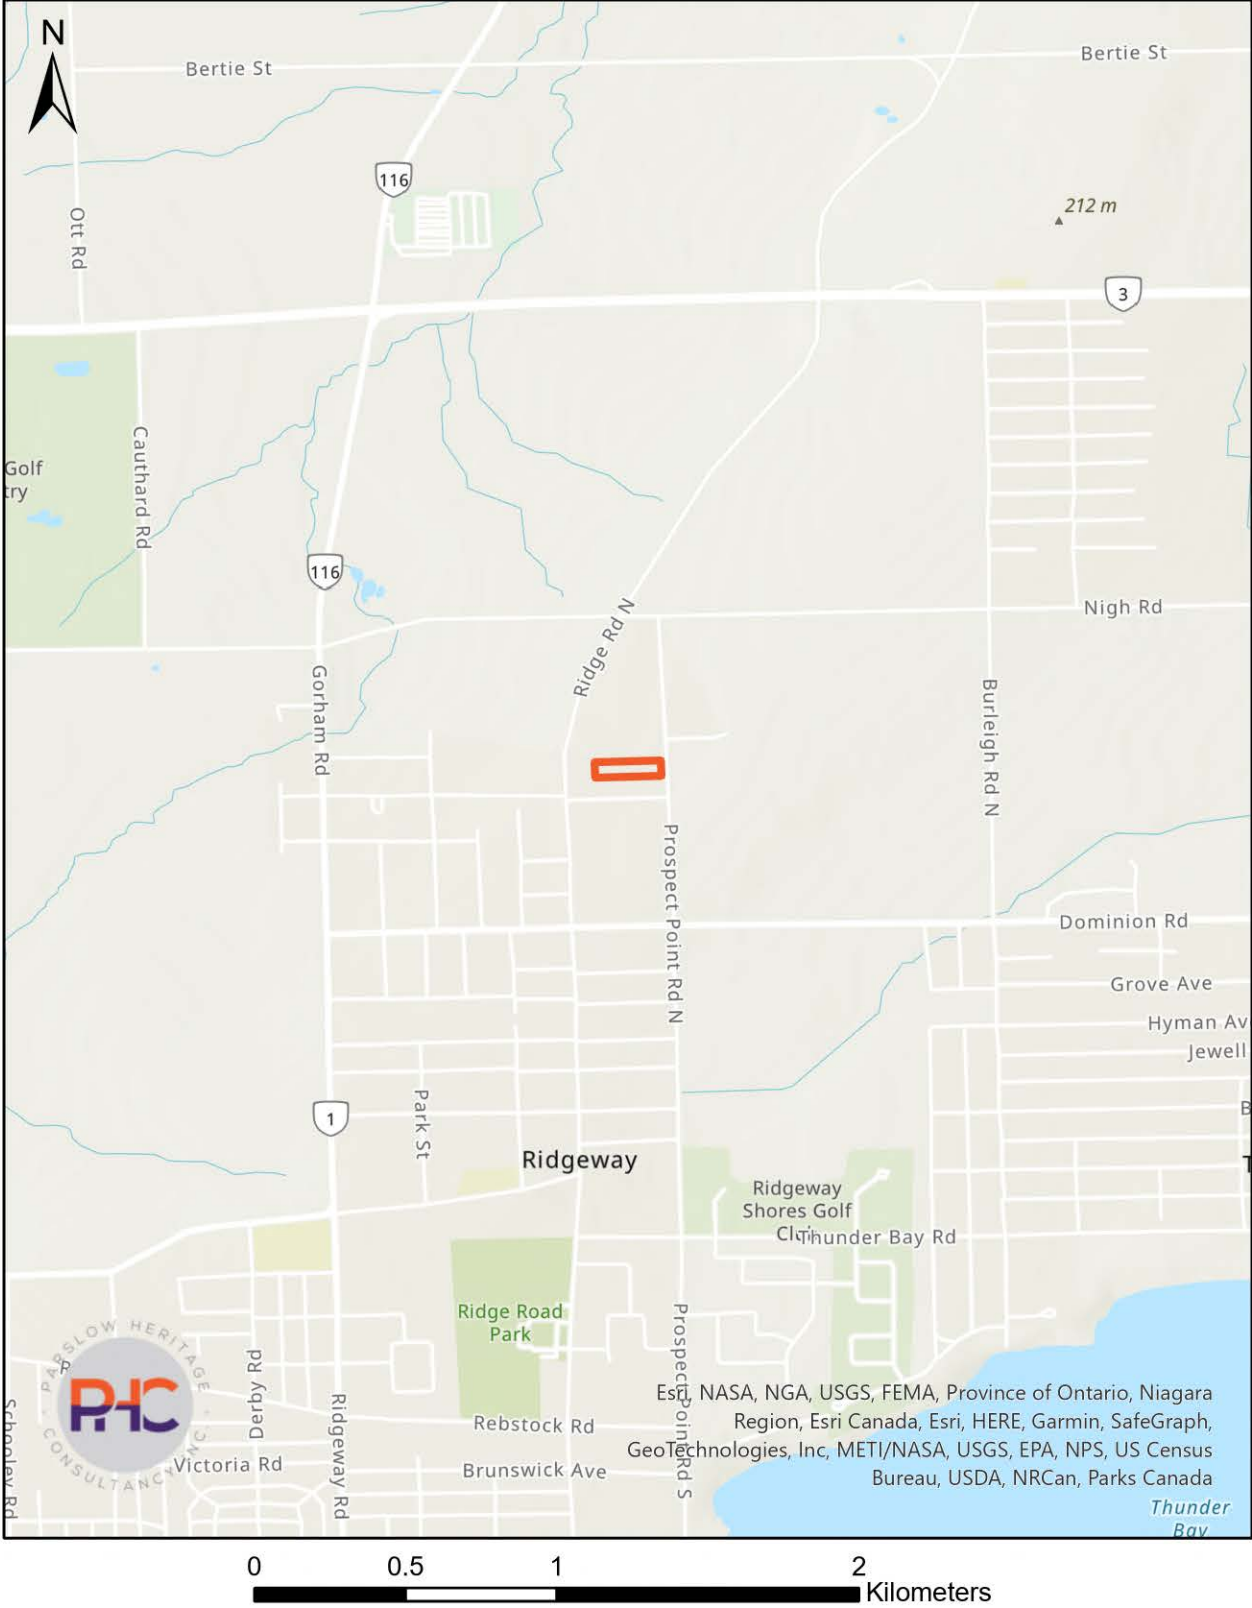 N
Bertie St
Bertie St
116
212 m
Ott Rd
3
Golf
try
Cauthard Rd
116
Nigh Rd
Ridge Rd N
Gorham Rd
Burleigh Rd N
Prospect Point Rd N
Dominion Rd
Grove Ave
Hyman Av
Jewell
B
1
Park St
Ridgeway
T
Ridgeway
Shores Golf
Thunder Bay Rd
Ridge Road
Park
Prospect Point Rd S
PARSLOW HERITAGE
CONSULTANCY INC.
PHC
P
Darby Rd
Ridgeway Rd
Schooley Rd
Rebstock Rd
Victoria Rd
Brunswick Ave
Esri, NASA, NGA, USGS, FEMA, Province of Ontario, Niagara
Region, Esri Canada, Esri, HERE, Garmin, SafeGraph,
GeoTechnologies, Inc, METI/NASA, USGS, EPA, NPS, US Census
Bureau, USDA, NRCan, Parks Canada
Thunder
Bay
0 0.5 1 2
Kilometers